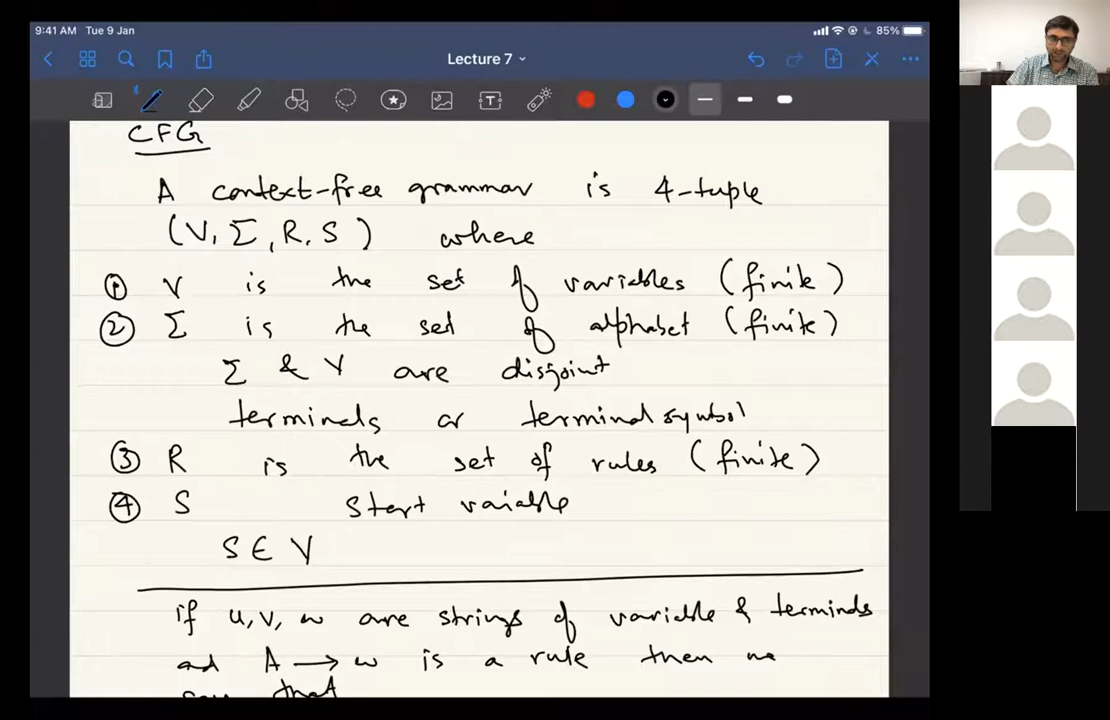 9:41 AM Tue 9 Jan
85%
Lecture 7
CFG
A context-free grammar is 4-tuple
(V, Σ, R, S) where
① V is the set of variables (finite)
② Σ is the set of alphabet (finite)
Σ & V are disjoint
terminals or terminal symbol
③ R is the set of rules (finite)
④ S start variable
S ∈ V
if u, v, w are strings of variable & terminals
and A → w is a rule then we
say that